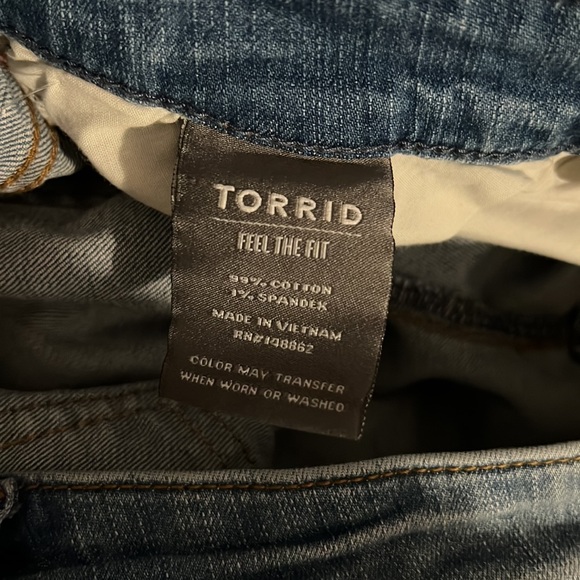 TORRID
FEEL THE FIT
99% COTTON
1% SPANDEX
MADE IN VIETNAM
RN#148862
COLOR MAY TRANSFER
WHEN WORN OR WASHED